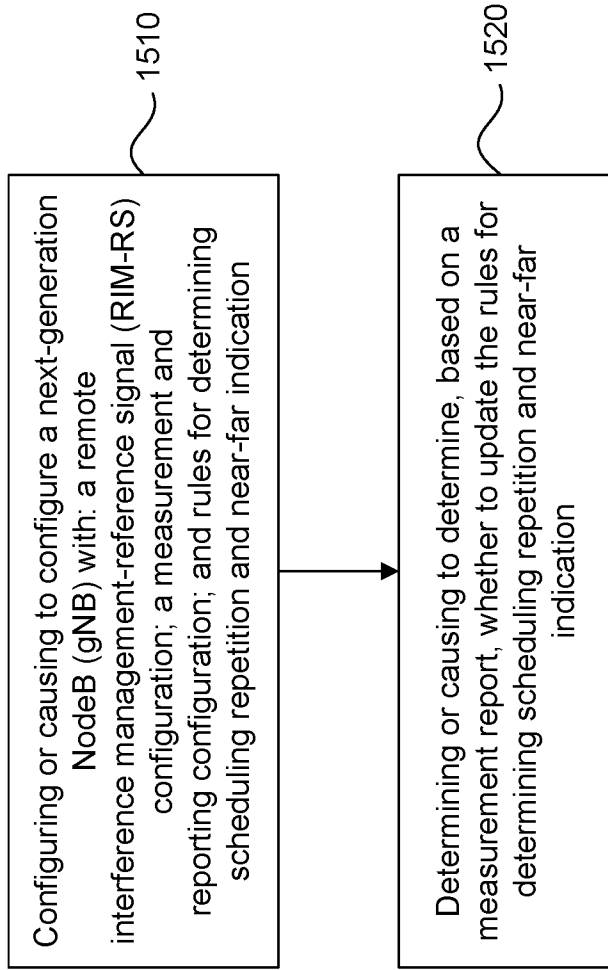 Configuring or causing to configure a next-generation
NodeB (gNB) with: a remote
interference management-reference signal (RIM-RS)
configuration; a measurement and
reporting configuration; and rules for determining
scheduling repetition and near-far indication
1510
Determining or causing to determine, based on a
measurement report, whether to update the rules for
determining scheduling repetition and near-far
indication
1520